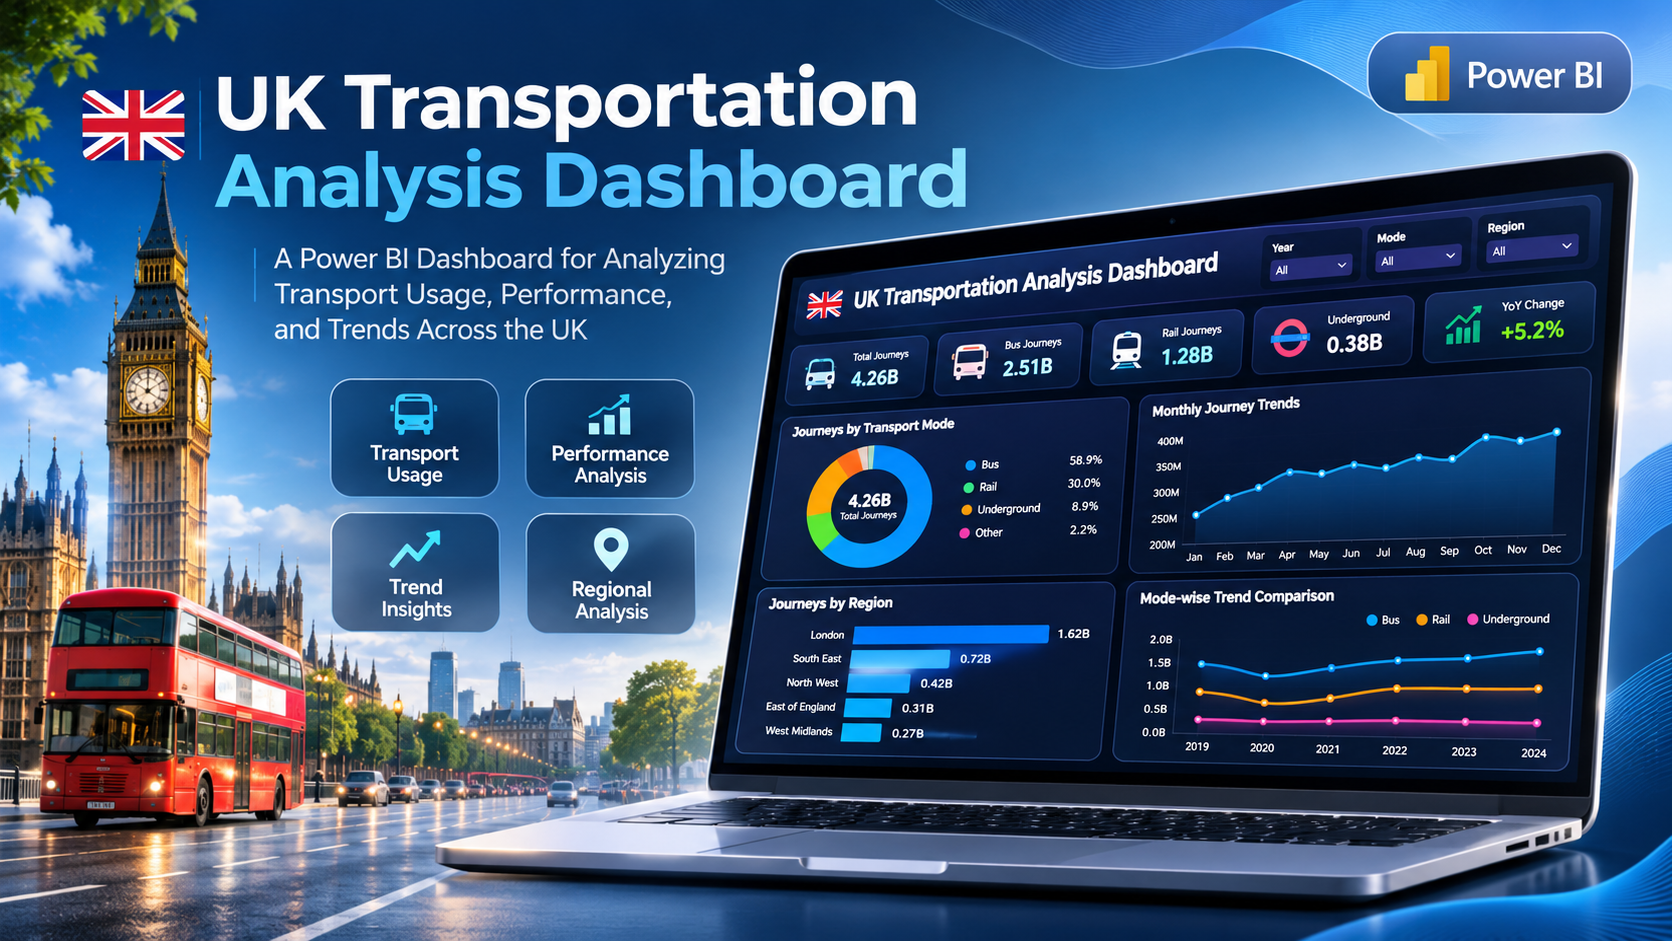 UK Transportation
Analysis Dashboard
A Power BI Dashboard for Analyzing
Transport Usage, Performance,
and Trends Across the UK
Transport
Usage
Performance
Analysis
Trend
Insights
Regional
Analysis
Power BI
UK Transportation Analysis Dashboard
Year
All
Mode
All
Region
All
Total Journeys
4.26B
Bus Journeys
2.51B
Rail Journeys
1.28B
Underground
0.38B
YoY Change
+5.2%
Journeys by Transport Mode
4.26B
Total Journeys
Bus 58.9%
Rail 30.0%
Underground 8.9%
Other 2.2%
Monthly Journey Trends
400M
350M
300M
250M
200M
Jan Feb Mar Apr May Jun Jul Aug Sep Oct Nov Dec
Journeys by Region
London 1.62B
South East 0.72B
North West 0.42B
East of England 0.31B
West Midlands 0.27B
Mode-wise Trend Comparison
Bus Rail Underground
2.0B
1.5B
1.0B
0.5B
0.0B
2019 2020 2021 2022 2023 2024